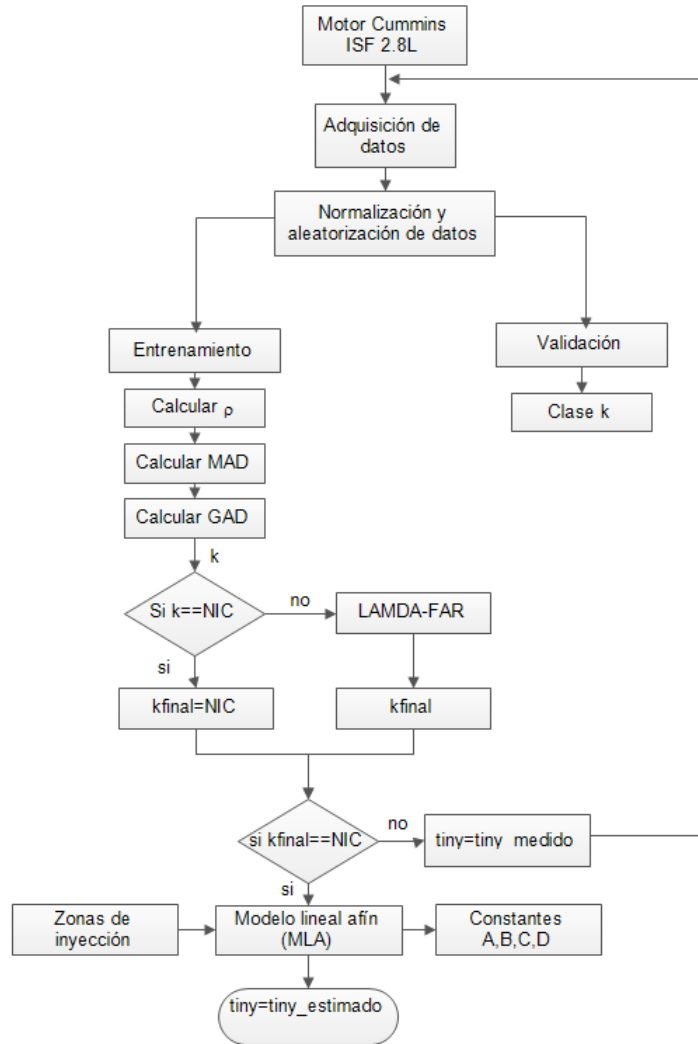 Motor Cummins
ISF 2.8L
Adquisición de
datos
Normalización y
aleatorización de datos
Entrenamiento
Validación
Calcular ρ
Clase k
Calcular MAD
Calcular GAD
k
Si k==NIC
no
LAMDA-FAR
si
kfinal=NIC
kfinal
si kfinal==NIC
no
tiny=tiny_medido
si
Zonas de
inyección
Modelo lineal afín
(MLA)
Constantes
A,B,C,D
tiny=tiny_estimado